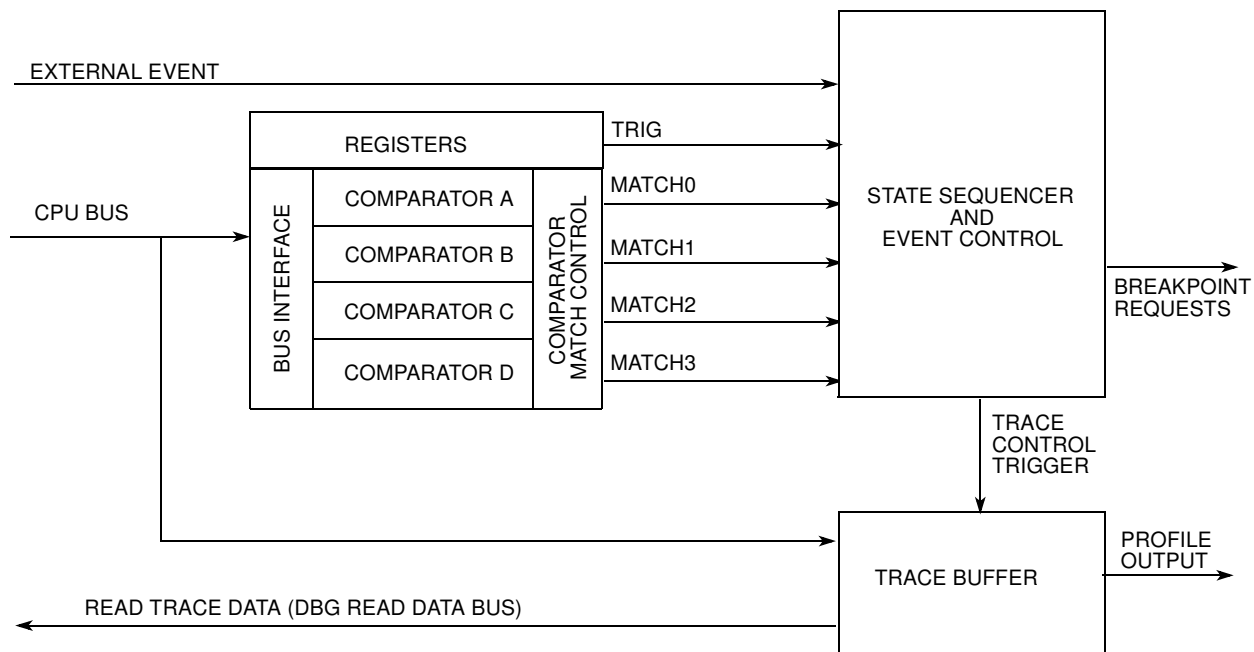 EXTERNAL EVENT
REGISTERS
TRIG
CPU BUS
BUS INTERFACE
COMPARATOR A
COMPARATOR B
COMPARATOR C
COMPARATOR D
COMPARATOR
MATCH CONTROL
MATCH0
MATCH1
MATCH2
MATCH3
STATE SEQUENCER
AND
EVENT CONTROL
BREAKPOINT
REQUESTS
TRACE
CONTROL
TRIGGER
TRACE BUFFER
PROFILE
OUTPUT
READ TRACE DATA (DBG READ DATA BUS)